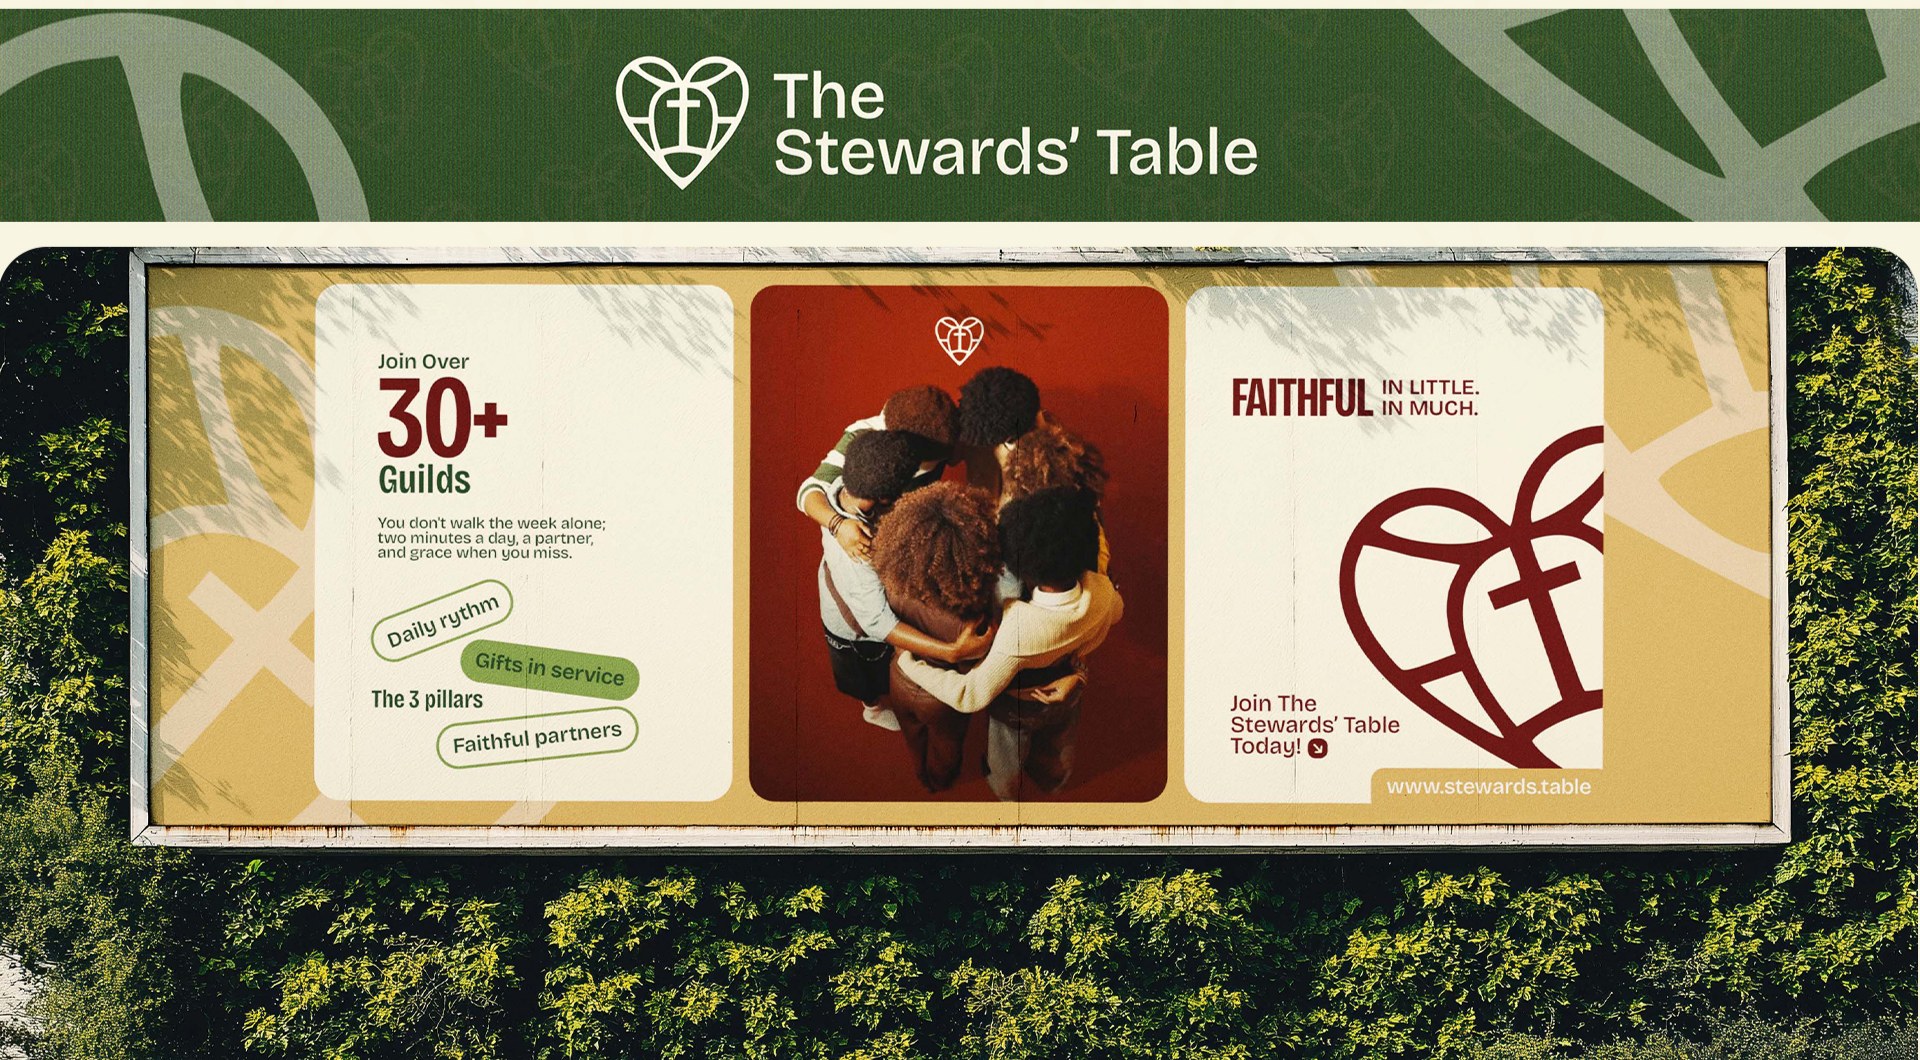 The
Stewards’ Table
Join Over
30+
Guilds
You don't walk the week alone;
two minutes a day, a partner,
and grace when you miss.
Daily rythm
Gifts in service
The 3 pillars
Faithful partners
FAITHFUL IN LITTLE.
IN MUCH.
Join The
Stewards’ Table
Today!
www.stewards.table